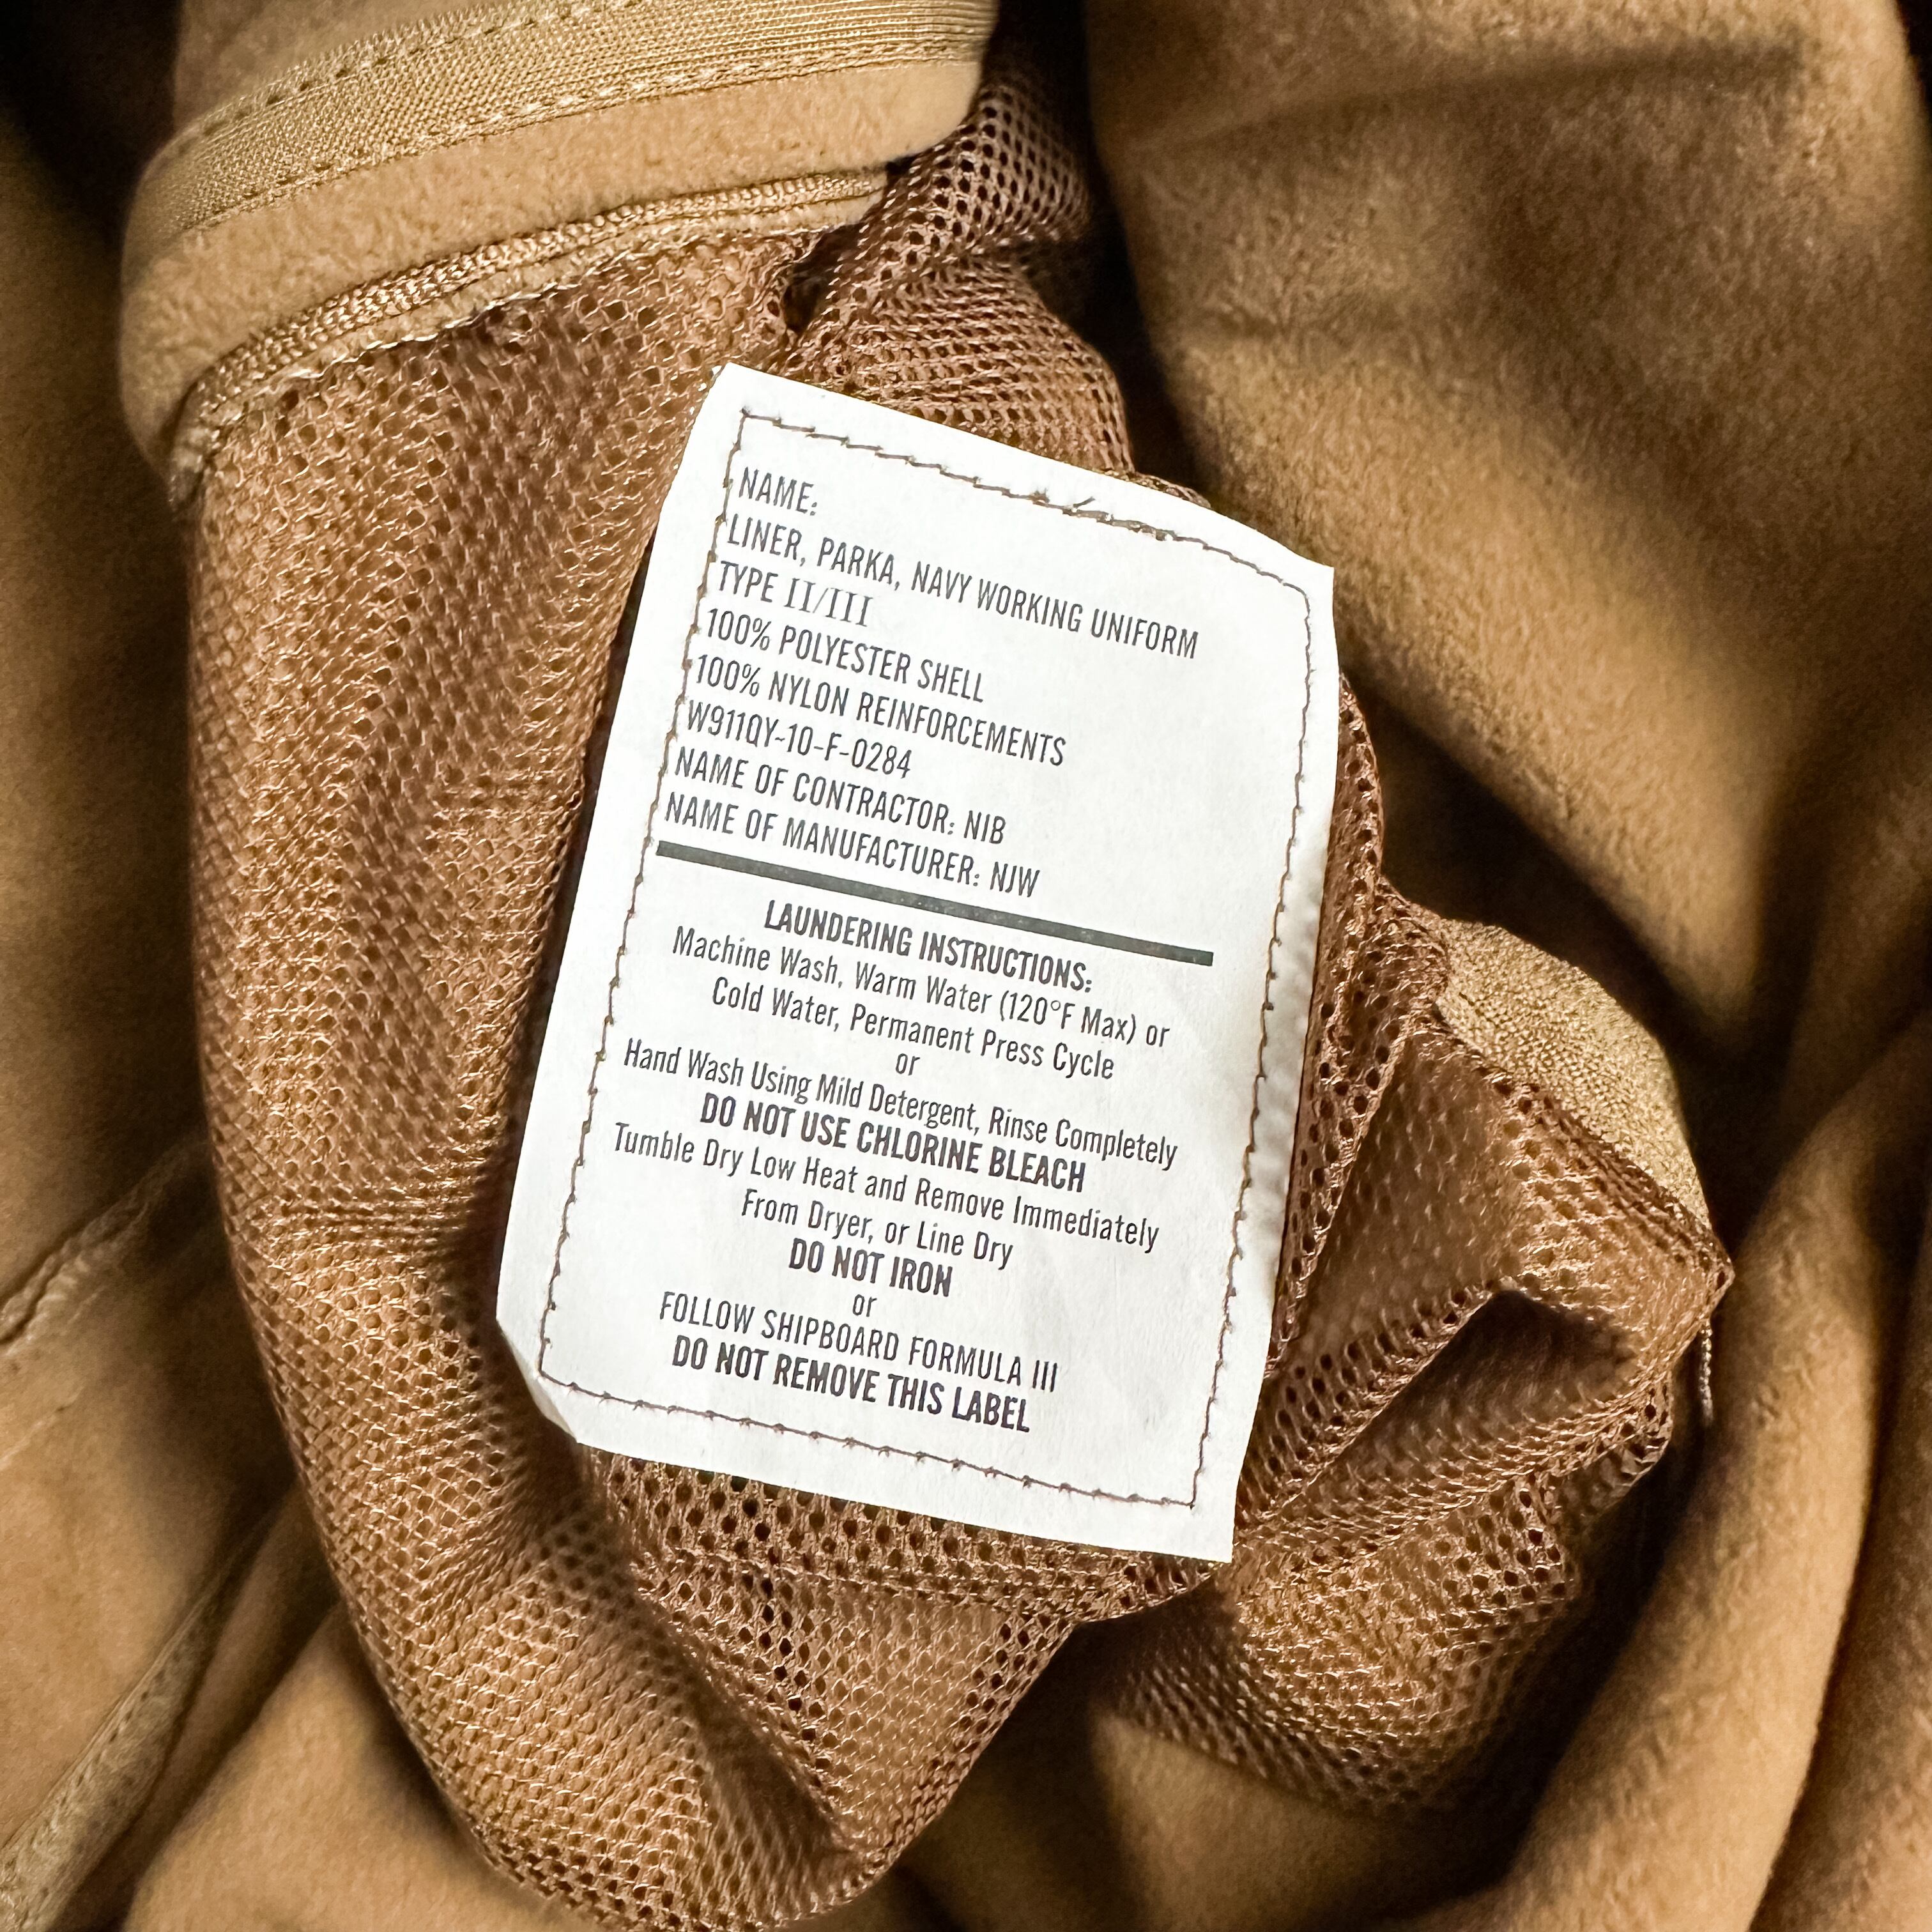 NAME:
LINER, PARKA, NAVY WORKING UNIFORM
TYPE II/III
100% POLYESTER SHELL
100% NYLON REINFORCEMENTS
W911QY-10-F-0284
NAME OF CONTRACTOR: NIB
NAME OF MANUFACTURER: NJW
LAUNDERING INSTRUCTIONS:
Machine Wash, Warm Water (120°F Max) or
Cold Water, Permanent Press Cycle
or
Hand Wash Using Mild Detergent, Rinse Completely
DO NOT USE CHLORINE BLEACH
Tumble Dry Low Heat and Remove Immediately
From Dryer, or Line Dry
DO NOT IRON
or
FOLLOW SHIPBOARD FORMULA III
DO NOT REMOVE THIS LABEL